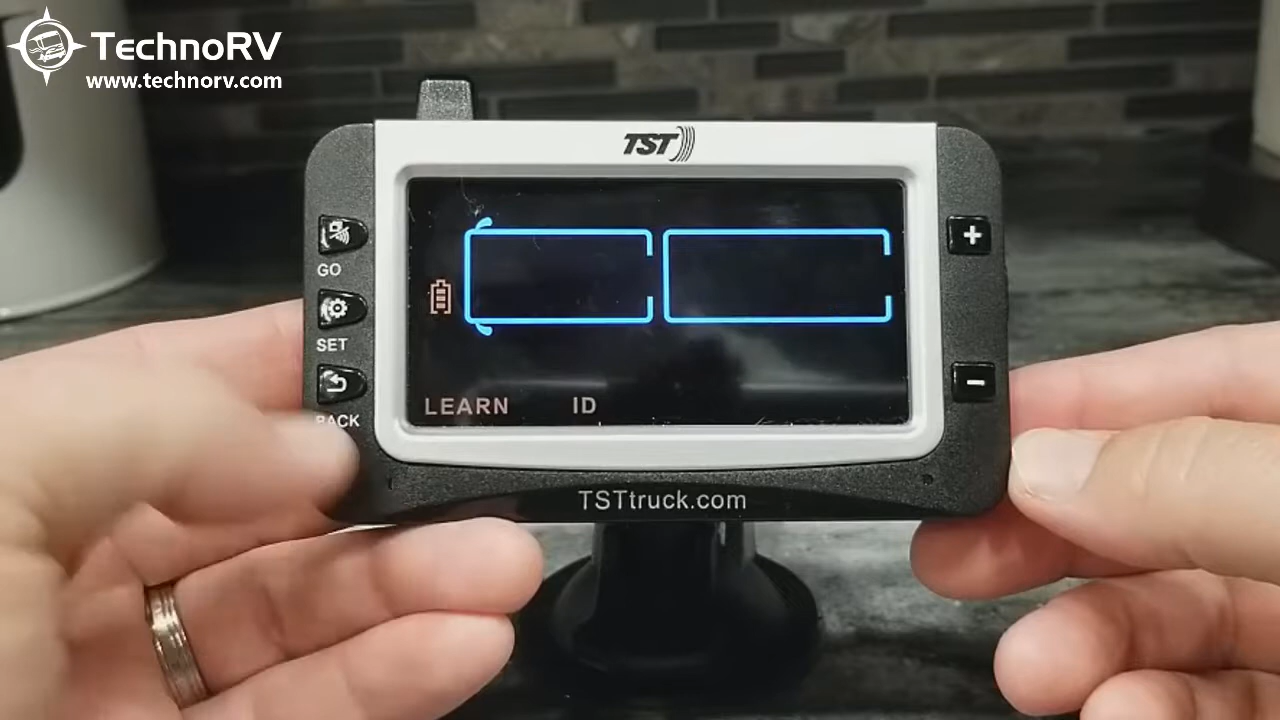 TechnoRV
www.technorv.com
TST
GO
SET
BACK
+
-
LEARN ID
TSTtruck.com